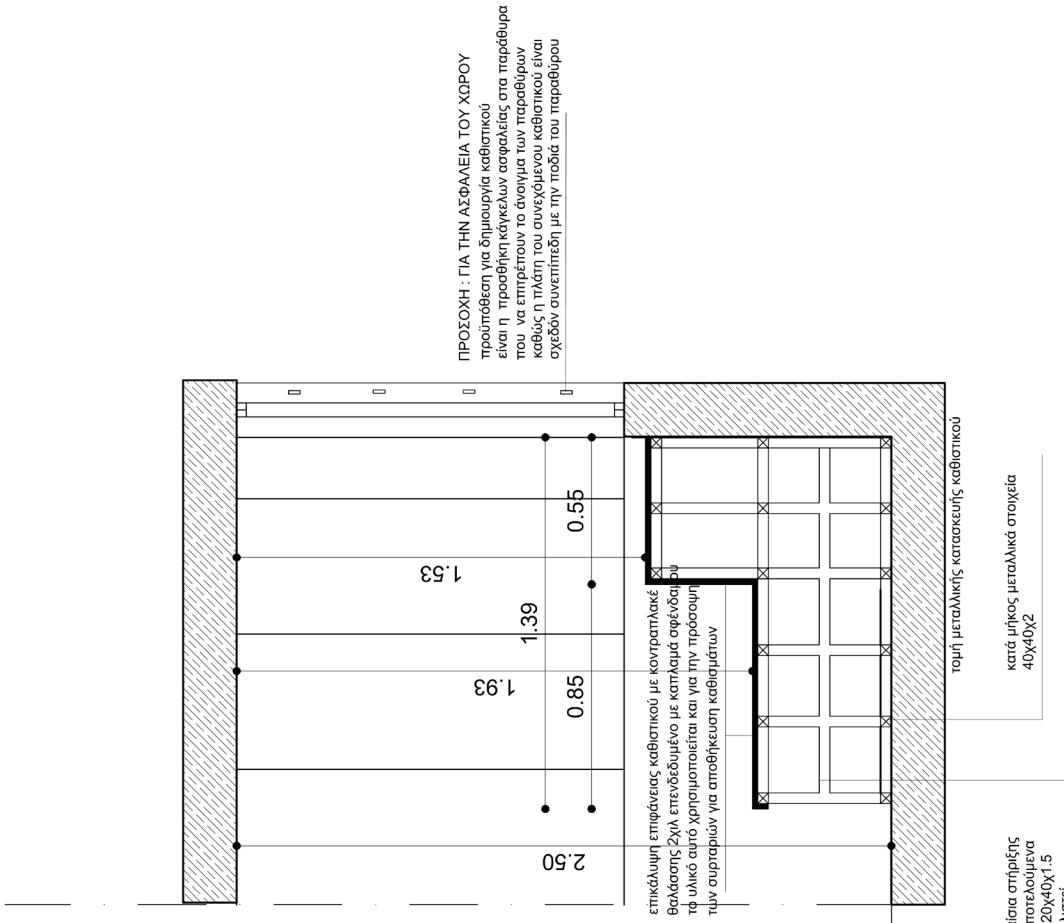 ΠΡΟΣΟΧΗ : ΓΙΑ ΤΗΝ ΑΣΦΑΛΕΙΑ ΤΟΥ ΧΩΡΟΥ
προϋπόθεση για δημιουργία καθιστικού
είναι η προσθήκη κάγκελων ασφαλείας στα παράθυρα
που να επιτρέπουν το άνοιγμα των παραθύρων
καθώς η πλάτη του συνεχόμενου καθιστικού είναι
σχεδόν συνεπίπεδη με την ποδιά του παραθύρου
0.55
1.53
1.39
1.93
0.85
2.50
επικάλυψη επιφάνειας καθιστικού με κοντραπλακέ
θαλάσσης 2χιλ επενδεδυμένο με καπλαμά σφένδαμου
το υλικό αυτό χρησιμοποιείται και για την πρόσοψη
των συρταριών για αποθήκευση καθισμάτων
τομή μεταλλικής κατασκευής καθιστικού
κατά μήκος μεταλλικά στοιχεία
40χ40χ2
στήριξης
20χ40χ1.5